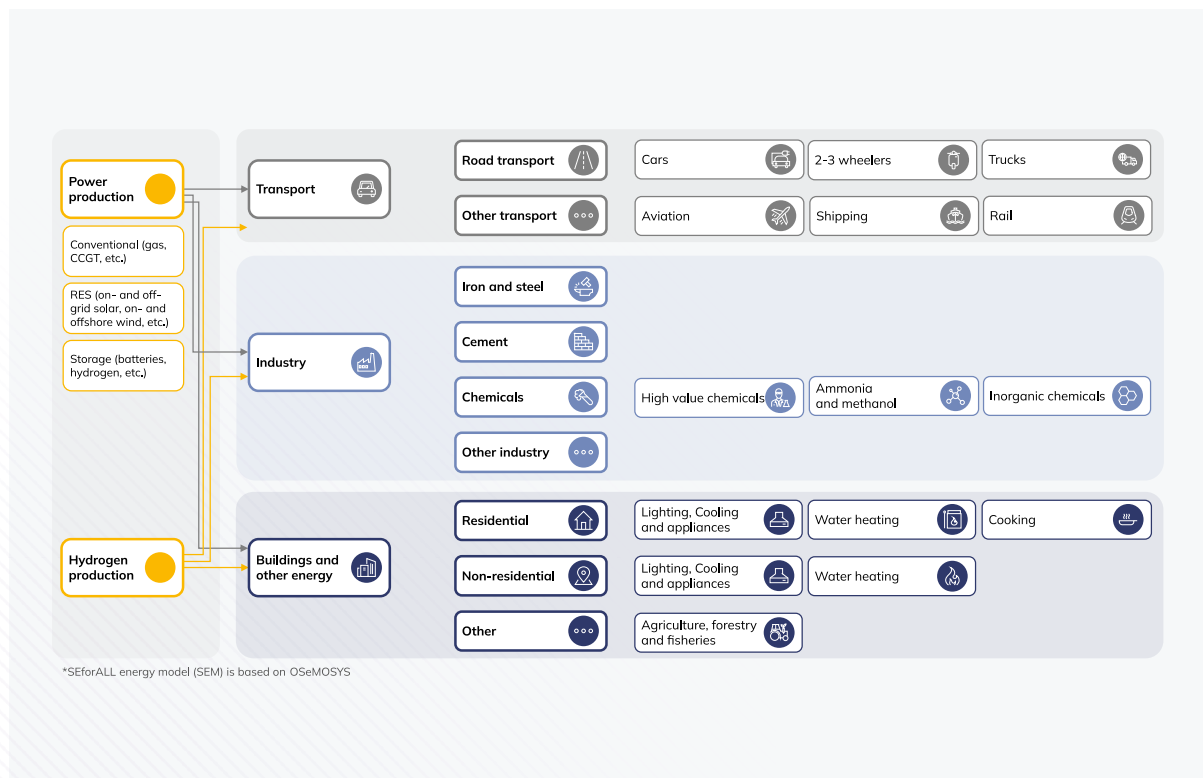 Power
production
Conventional (gas,
CCGT, etc.)
RES (on- and off-
grid solar, on- and
offshore wind, etc.)
Storage (batteries,
hydrogen, etc.)
Hydrogen
production
Transport
Road transport
Cars
2-3 wheelers
Trucks
Other transport
Aviation
Shipping
Rail
Industry
Iron and steel
Cement
Chemicals
High value chemicals
Ammonia
and methanol
Inorganic chemicals
Other industry
Buildings and
other energy
Residential
Lighting, Cooling
and appliances
Water heating
Cooking
Non-residential
Lighting, Cooling
and appliances
Water heating
Other
Agriculture, forestry
and fisheries
*SEforALL energy model (SEM) is based on OSeMOSYS